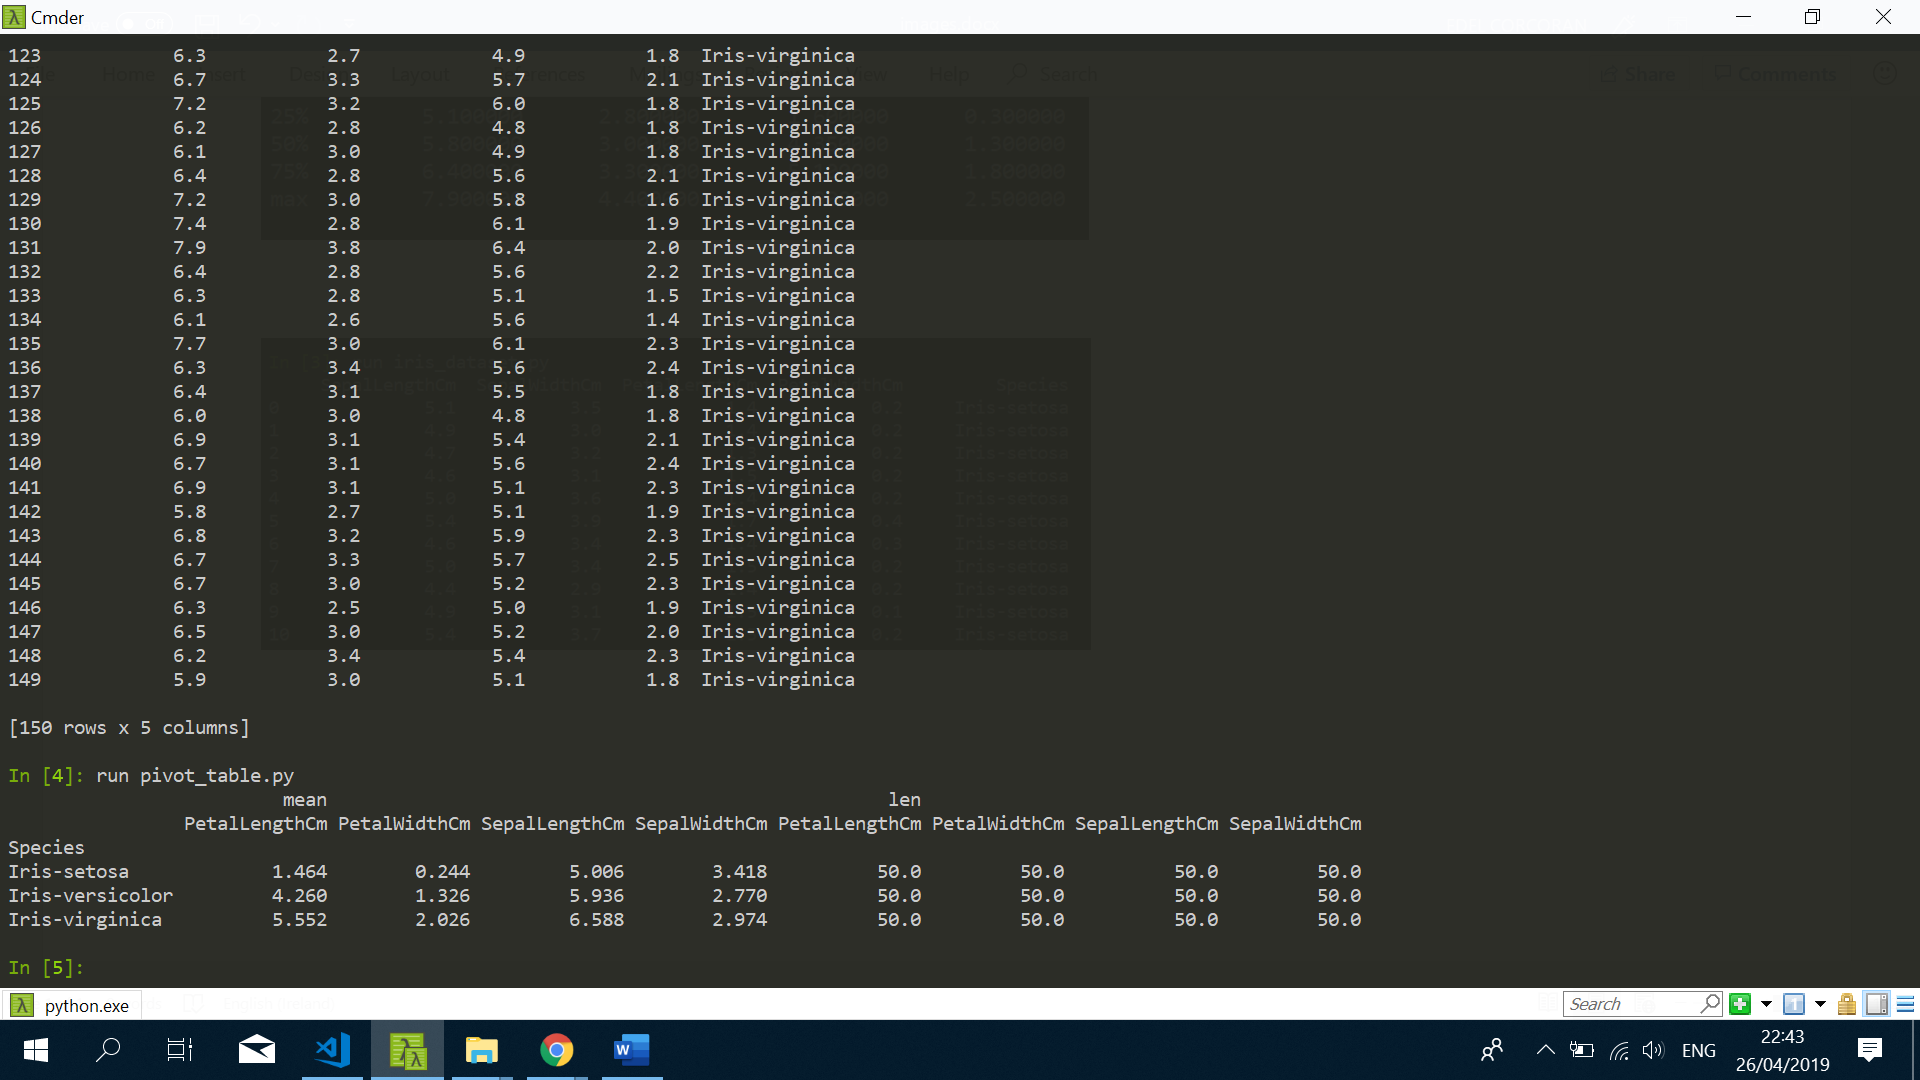 Cmder
123 6.3 2.7 4.9 1.8 Iris-virginica
124 6.7 3.3 5.7 2.1 Iris-virginica
125 7.2 3.2 6.0 1.8 Iris-virginica
126 6.2 2.8 4.8 1.8 Iris-virginica
127 6.1 3.0 4.9 1.8 Iris-virginica
128 6.4 2.8 5.6 2.1 Iris-virginica
129 7.2 3.0 5.8 1.6 Iris-virginica
130 7.4 2.8 6.1 1.9 Iris-virginica
131 7.9 3.8 6.4 2.0 Iris-virginica
132 6.4 2.8 5.6 2.2 Iris-virginica
133 6.3 2.8 5.1 1.5 Iris-virginica
134 6.1 2.6 5.6 1.4 Iris-virginica
135 7.7 3.0 6.1 2.3 Iris-virginica
136 6.3 3.4 5.6 2.4 Iris-virginica
137 6.4 3.1 5.5 1.8 Iris-virginica
138 6.0 3.0 4.8 1.8 Iris-virginica
139 6.9 3.1 5.4 2.1 Iris-virginica
140 6.7 3.1 5.6 2.4 Iris-virginica
141 6.9 3.1 5.1 2.3 Iris-virginica
142 5.8 2.7 5.1 1.9 Iris-virginica
143 6.8 3.2 5.9 2.3 Iris-virginica
144 6.7 3.3 5.7 2.5 Iris-virginica
145 6.7 3.0 5.2 2.3 Iris-virginica
146 6.3 2.5 5.0 1.9 Iris-virginica
147 6.5 3.0 5.2 2.0 Iris-virginica
148 6.2 3.4 5.4 2.3 Iris-virginica
149 5.9 3.0 5.1 1.8 Iris-virginica
[150 rows x 5 columns]
In [4]: run pivot_table.py
mean len
PetalLengthCm PetalWidthCm SepalLengthCm SepalWidthCm PetalLengthCm PetalWidthCm SepalLengthCm SepalWidthCm
Species
Iris-setosa 1.464 0.244 5.006 3.418 50.0 50.0 50.0 50.0
Iris-versicolor 4.260 1.326 5.936 2.770 50.0 50.0 50.0 50.0
Iris-virginica 5.552 2.026 6.588 2.974 50.0 50.0 50.0 50.0
In [5]:
python.exe Search
ENG 22:43
26/04/2019